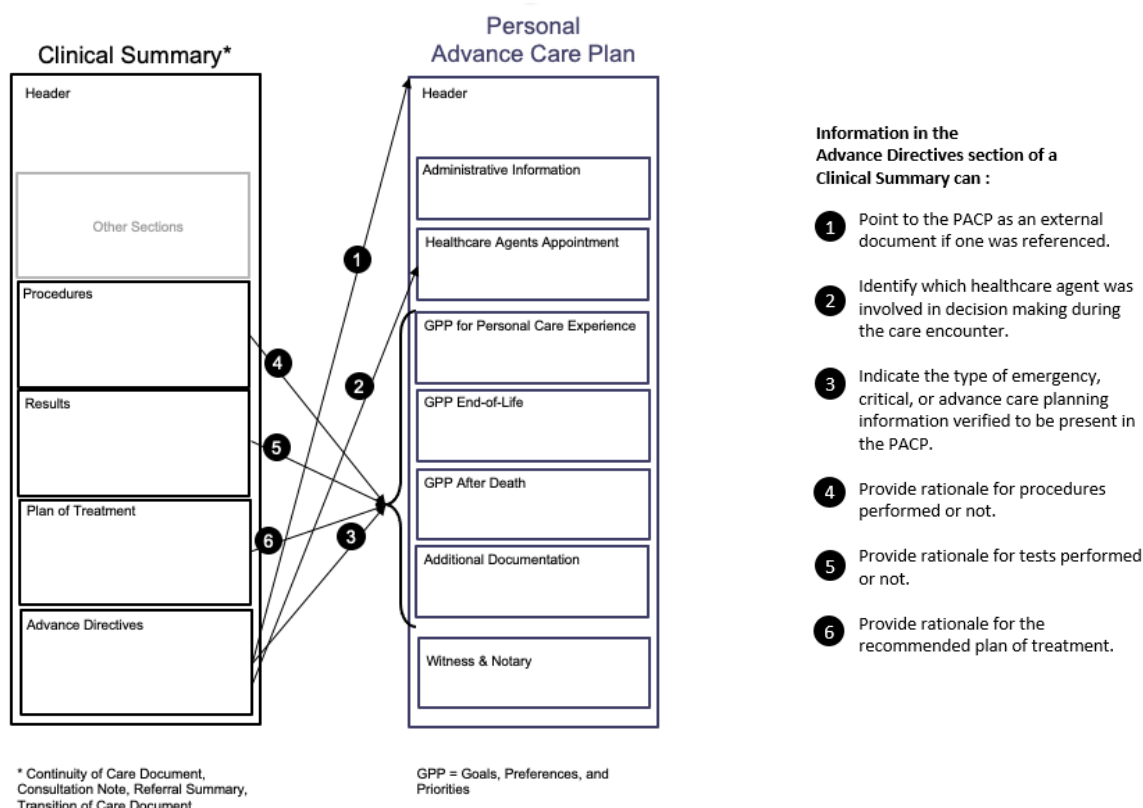 Clinical Summary*
Header
Other Sections
Procedures
Results
Plan of Treatment
Advance Directives
* Continuity of Care Document,
Consultation Note, Referral Summary,
Transition of Care Document
1
2
4
5
6
3
Personal
Advance Care Plan
Header
Administrative Information
Healthcare Agents Appointment
GPP for Personal Care Experience
GPP End-of-Life
GPP After Death
Additional Documentation
Witness & Notary
GPP = Goals, Preferences, and
Priorities
Information in the
Advance Directives section of a
Clinical Summary can :
1 Point to the PACP as an external
document if one was referenced.
2 Identify which healthcare agent was
involved in decision making during
the care encounter.
3 Indicate the type of emergency,
critical, or advance care planning
information verified to be present in
the PACP.
4 Provide rationale for procedures
performed or not.
5 Provide rationale for tests performed
or not.
6 Provide rationale for the
recommended plan of treatment.